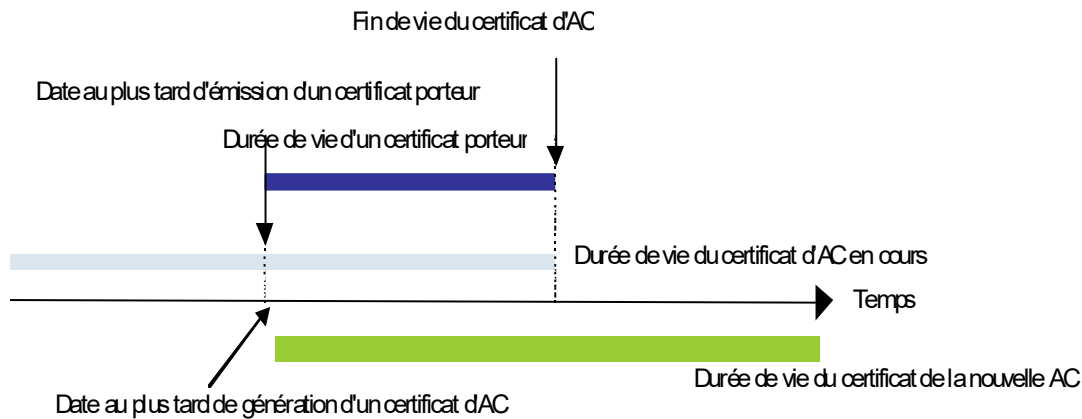 Fin de vie du certificat d'AC
Date au plus tard d'émission d'un certificat porteur
Durée de vie d'un certificat porteur
Durée de vie du certificat d'AC en cours
Temps
Durée de vie du certificat de la nouvelle AC
Date au plus tard de génération d'un certificat d'AC